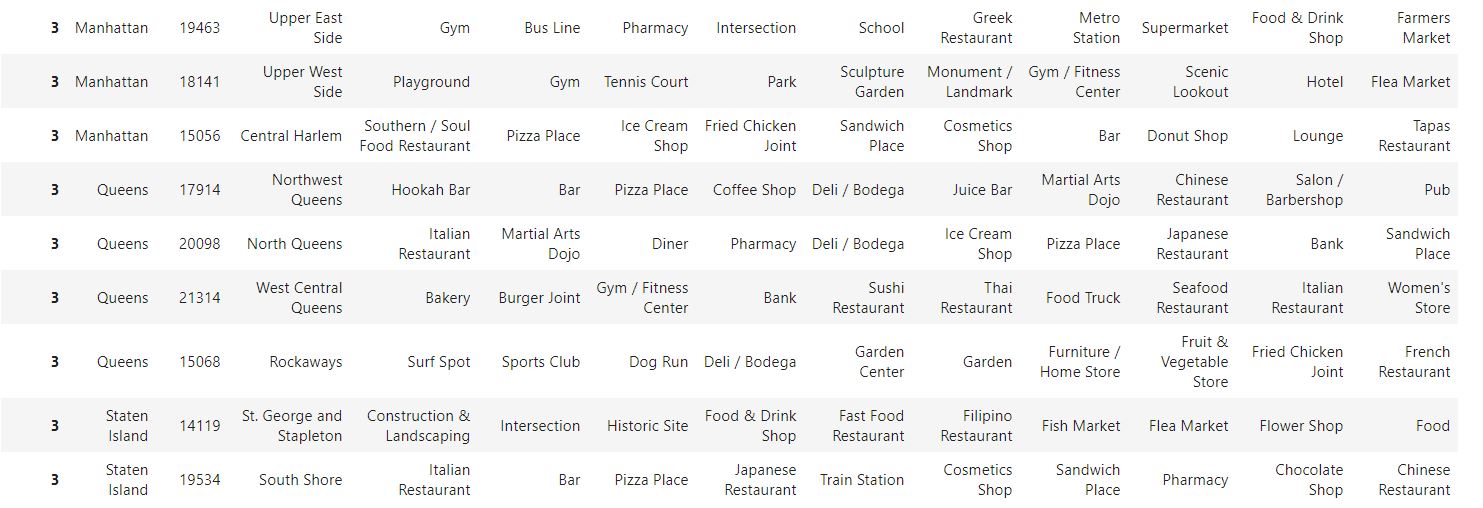 3 Manhattan 19463 Upper East Side Gym Bus Line Pharmacy Intersection School Greek Restaurant Metro Station Supermarket Food & Drink Shop Farmers Market
3 Manhattan 18141 Upper West Side Playground Gym Tennis Court Park Sculpture Garden Monument / Landmark Gym / Fitness Center Scenic Lookout Hotel Flea Market
3 Manhattan 15056 Central Harlem Southern / Soul Food Restaurant Pizza Place Ice Cream Shop Fried Chicken Joint Sandwich Place Cosmetics Shop Bar Donut Shop Lounge Tapas Restaurant
3 Queens 17914 Northwest Queens Hookah Bar Bar Pizza Place Coffee Shop Deli / Bodega Juice Bar Martial Arts Dojo Chinese Restaurant Salon / Barbershop Pub
3 Queens 20098 North Queens Italian Restaurant Martial Arts Dojo Diner Pharmacy Deli / Bodega Ice Cream Shop Pizza Place Japanese Restaurant Bank Sandwich Place
3 Queens 21314 West Central Queens Bakery Burger Joint Gym / Fitness Center Bank Sushi Restaurant Thai Restaurant Food Truck Seafood Restaurant Italian Restaurant Women's Store
3 Queens 15068 Rockaways Surf Spot Sports Club Dog Run Deli / Bodega Garden Center Garden Furniture / Home Store Fruit & Vegetable Store Fried Chicken Joint French Restaurant
3 Staten Island 14119 St. George and Stapleton Construction & Landscaping Intersection Historic Site Food & Drink Shop Fast Food Restaurant Filipino Restaurant Fish Market Flea Market Flower Shop Food
3 Staten Island 19534 South Shore Italian Restaurant Bar Pizza Place Japanese Restaurant Train Station Cosmetics Shop Sandwich Place Pharmacy Chocolate Shop Chinese Restaurant